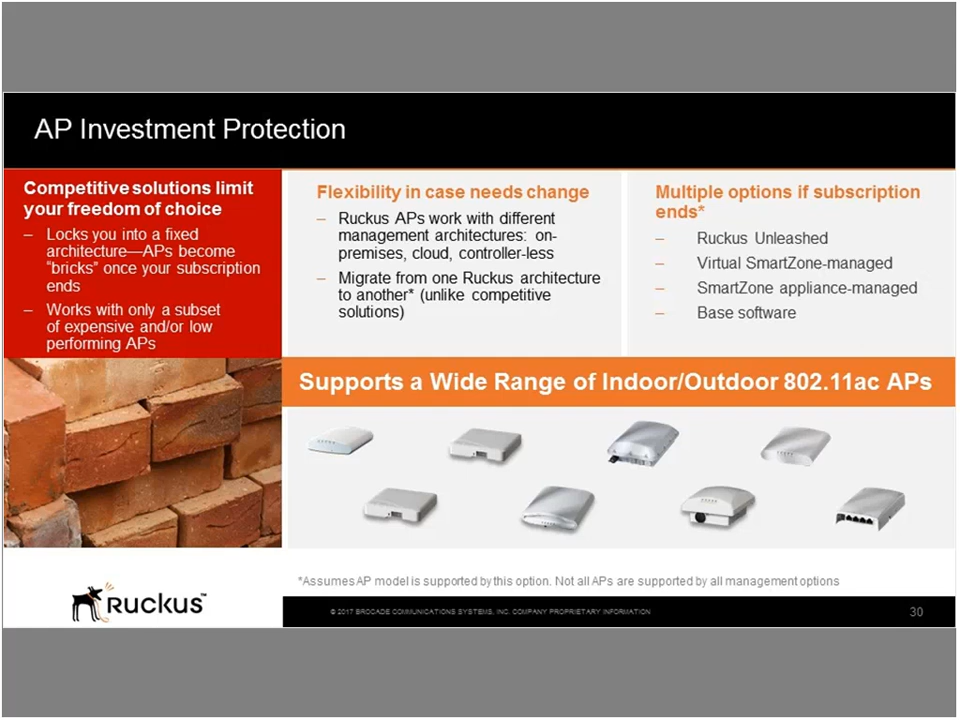 AP Investment Protection
Competitive solutions limit
your freedom of choice
– Locks you into a fixed
architecture—APs become
“bricks” once your subscription
ends
– Works with only a subset
of expensive and/or low
performing APs
Flexibility in case needs change
– Ruckus APs work with different
management architectures: on-
premises, cloud, controller-less
– Migrate from one Ruckus architecture
to another* (unlike competitive
solutions)
Multiple options if subscription
ends*
– Ruckus Unleashed
– Virtual SmartZone-managed
– SmartZone appliance-managed
– Base software
Supports a Wide Range of Indoor/Outdoor 802.11ac APs
*Assumes AP model is supported by this option. Not all APs are supported by all management options
Ruckus™
© 2017 BROCADE COMMUNICATIONS SYSTEMS, INC. COMPANY PROPRIETARY INFORMATION
30